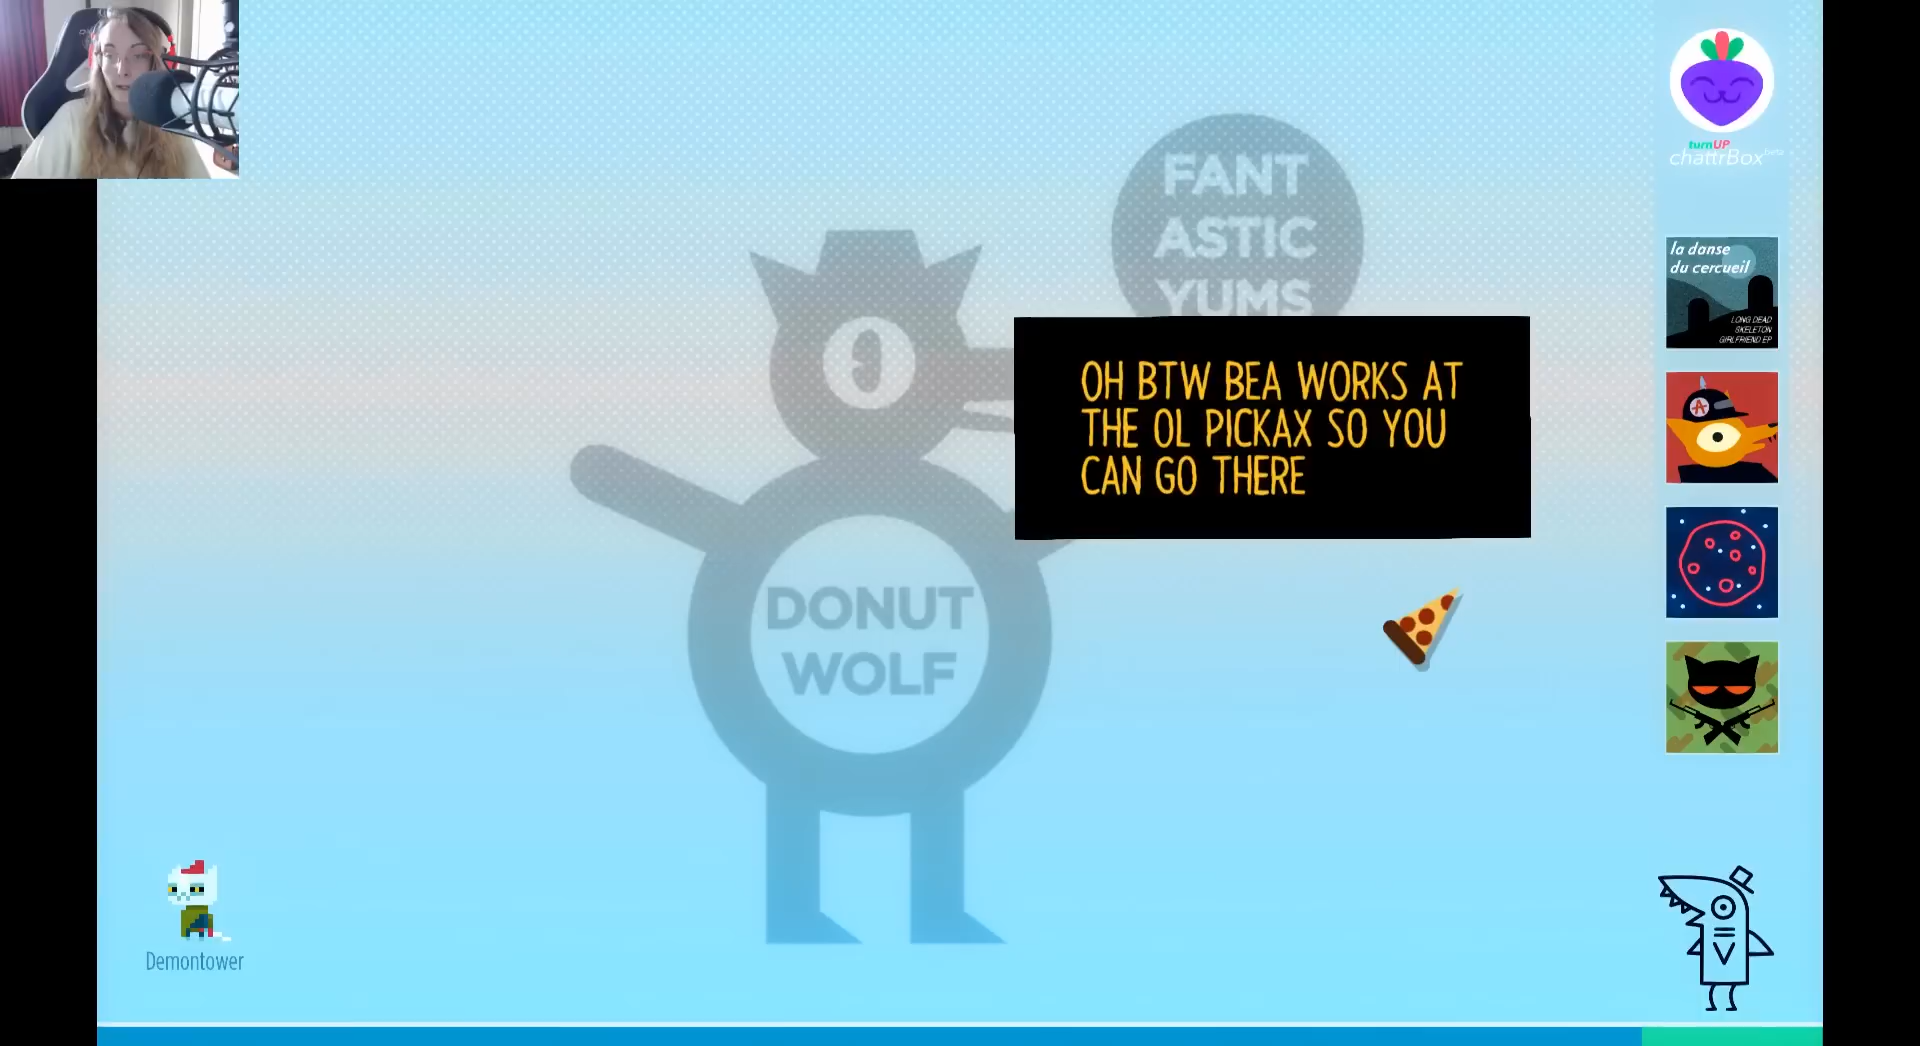 FANT
ASTIC
YUMS
turnUP
chattrBox beta
la danse
du cercueil
LONG DEAD
SKELETON
GIRLFRIEND EP
A
OH BTW BEA WORKS AT
THE OL PICKAX SO YOU
CAN GO THERE
DONUT
WOLF
Demontower